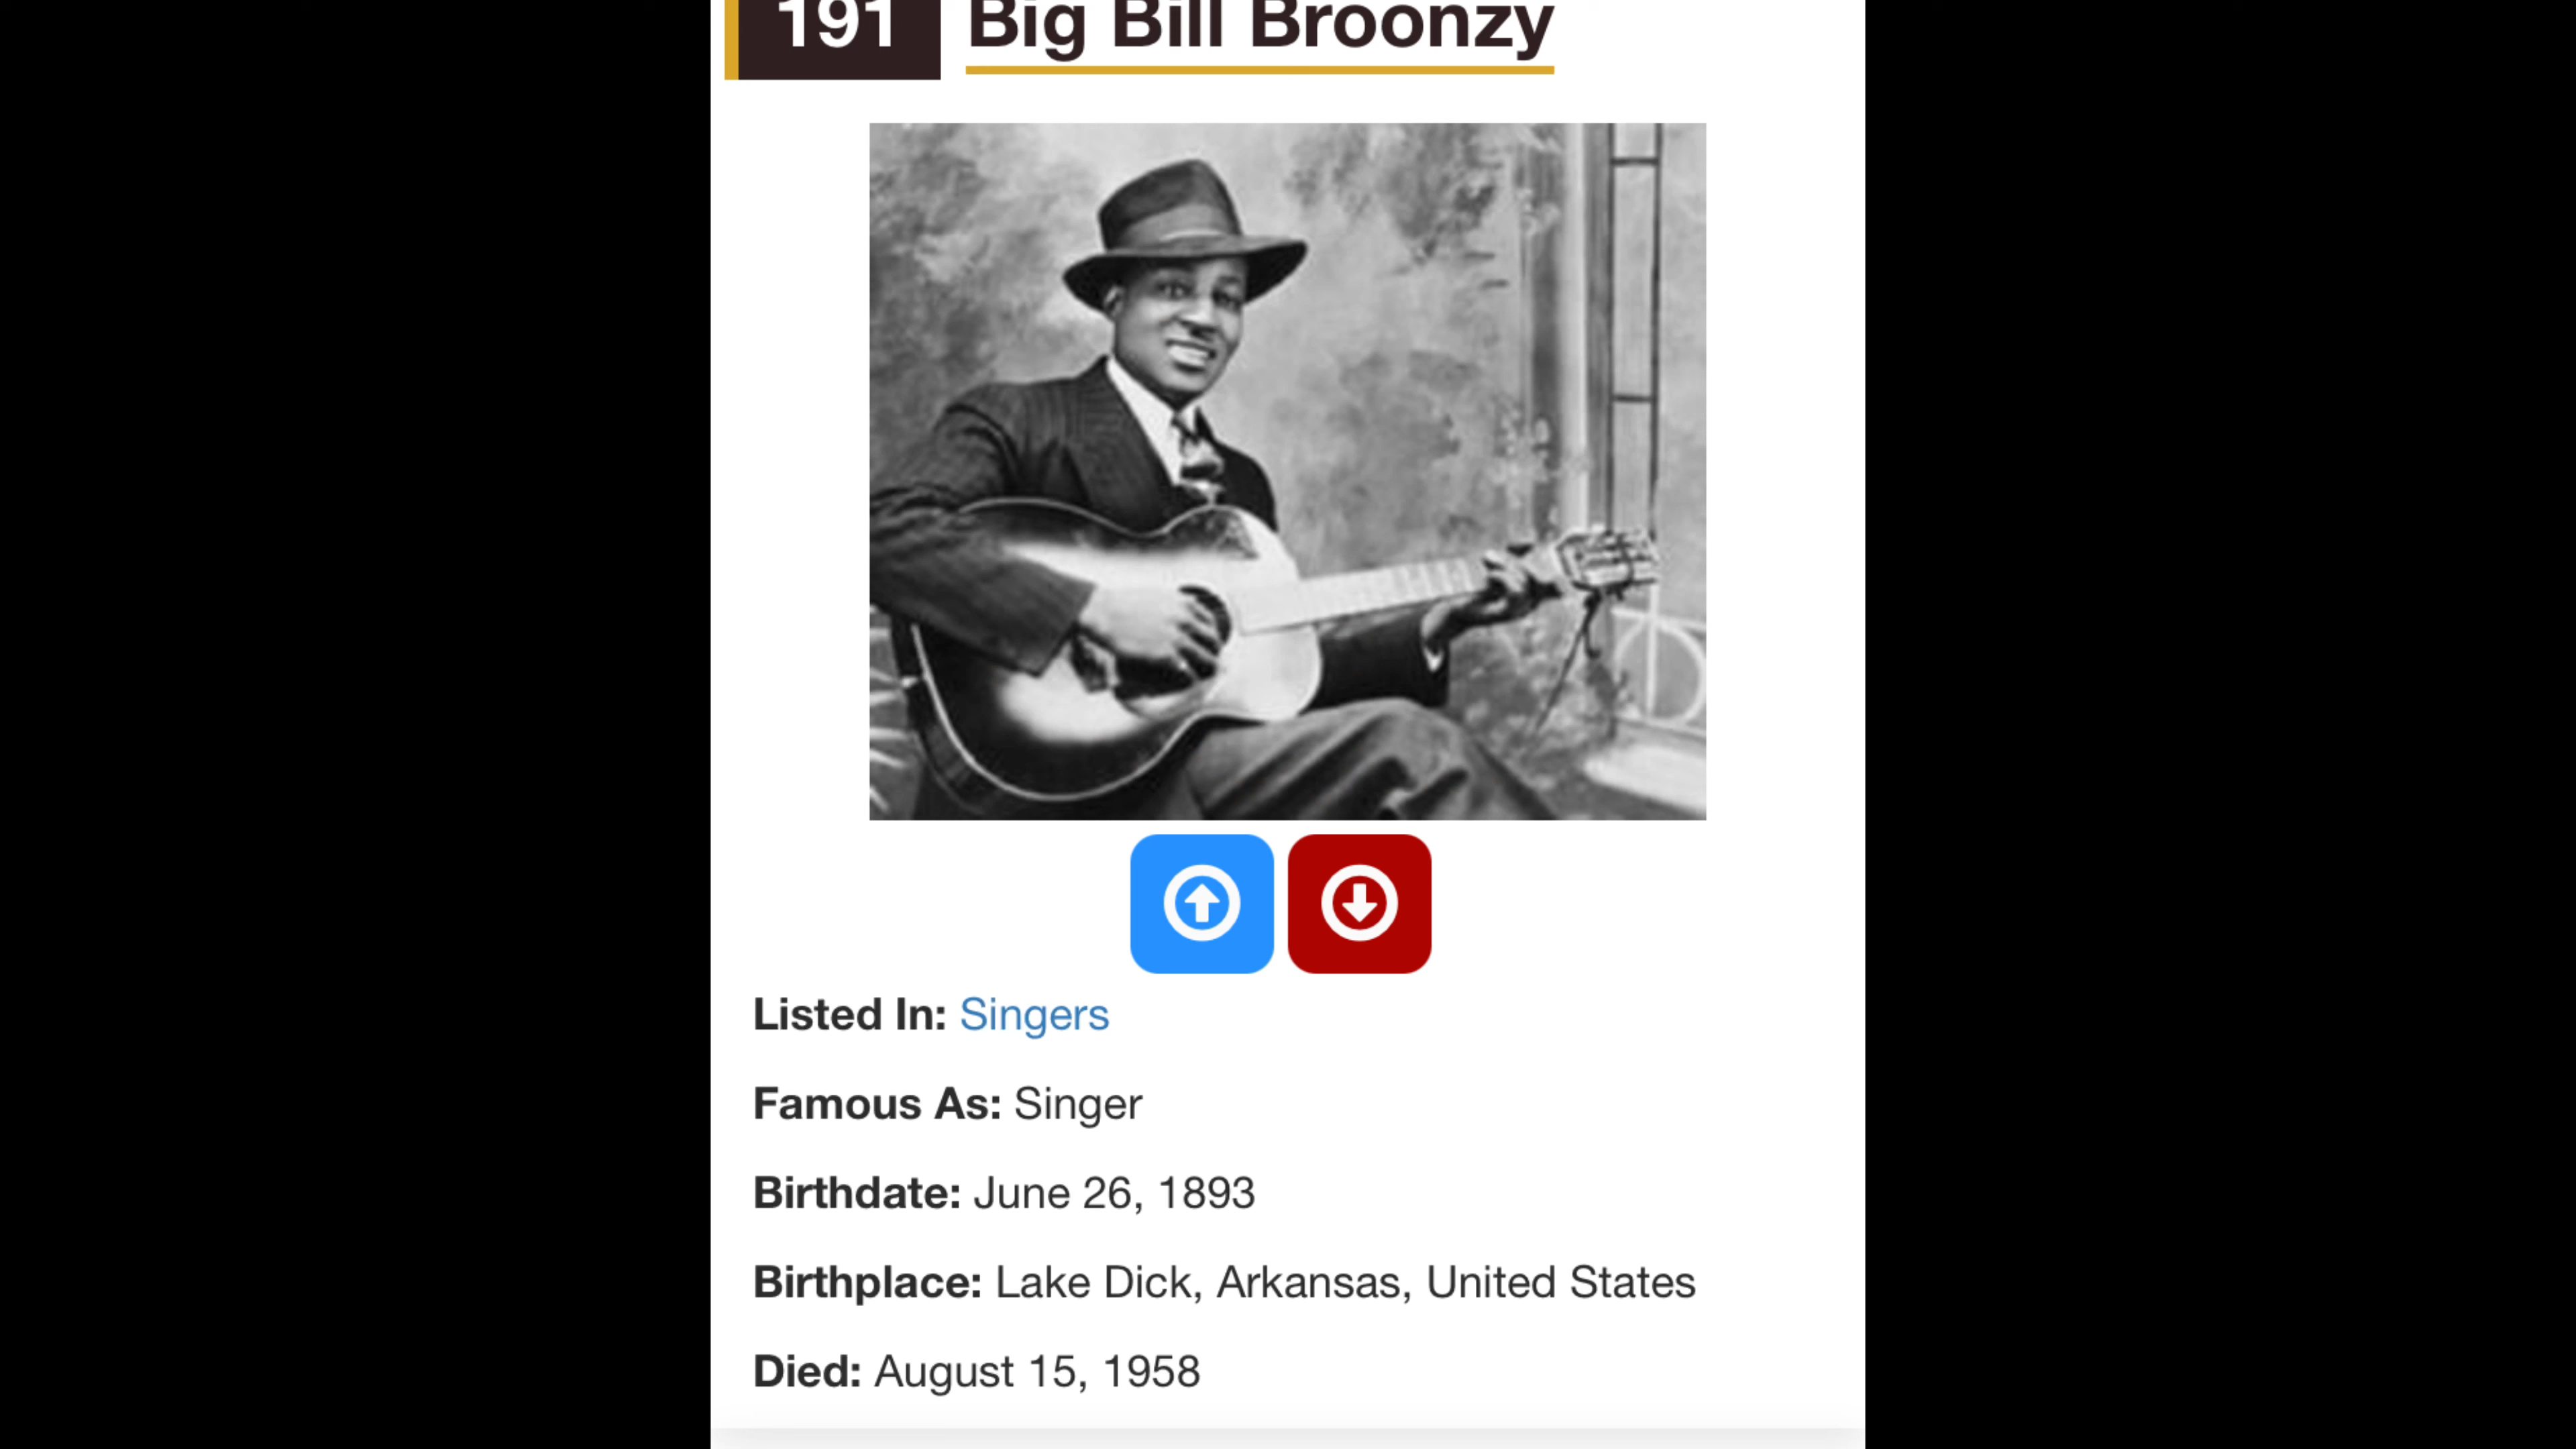 191 Big Bill Broonzy
Listed In: Singers
Famous As: Singer
Birthdate: June 26, 1893
Birthplace: Lake Dick, Arkansas, United States
Died: August 15, 1958